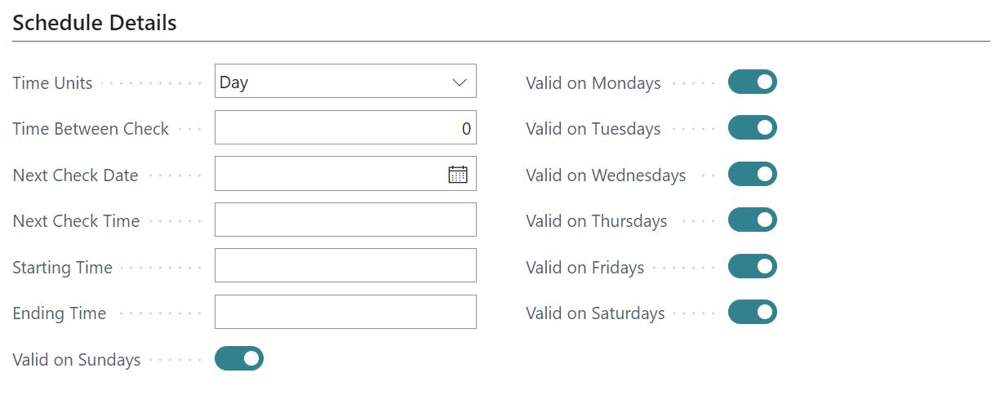 Schedule Details
Time Units
Day
Time Between Check
0
Next Check Date
Next Check Time
Starting Time
Ending Time
Valid on Sundays
Valid on Mondays
Valid on Tuesdays
Valid on Wednesdays
Valid on Thursdays
Valid on Fridays
Valid on Saturdays